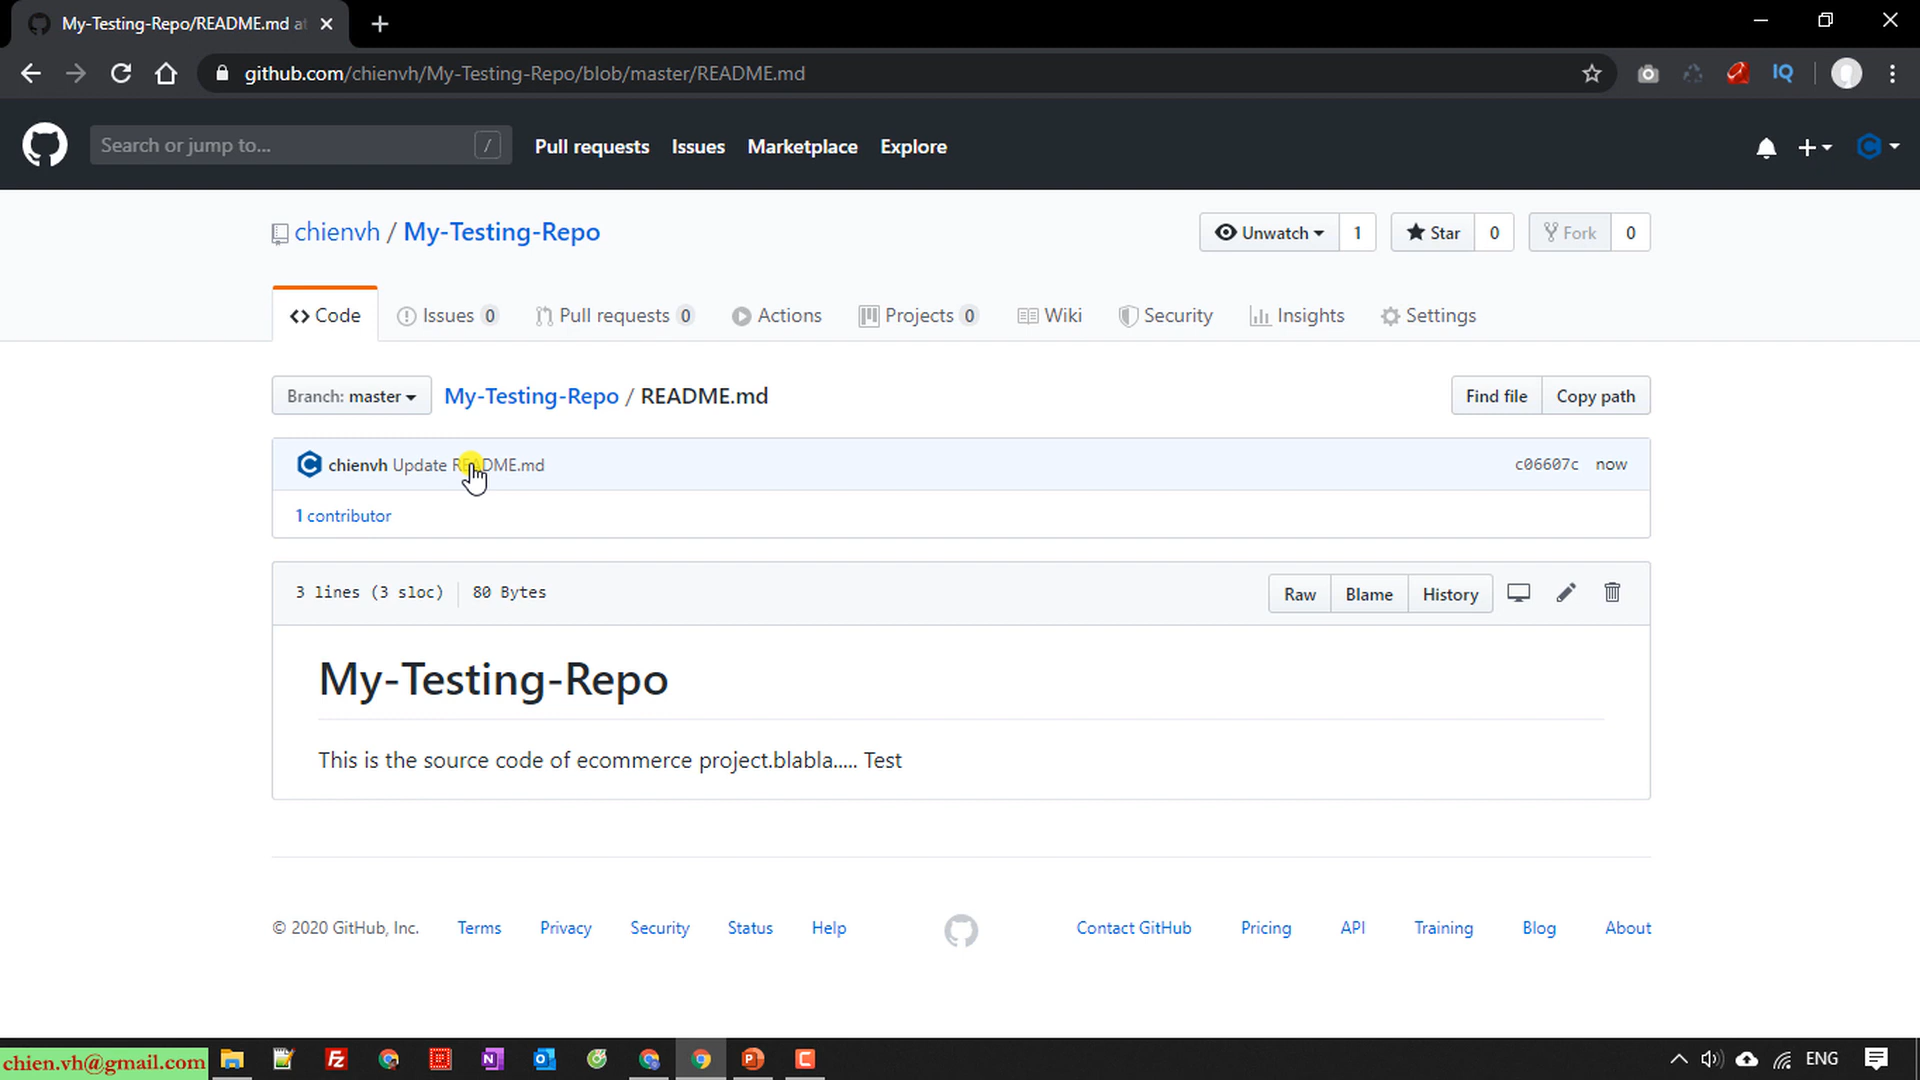 My-Testing-Repo/README.md at
github.com/chienvh/My-Testing-Repo/blob/master/README.md
IQ
Search or jump to... /
Pull requests Issues Marketplace Explore
chienvh / My-Testing-Repo
Unwatch 1 Star 0 Fork 0
Code Issues 0 Pull requests 0 Actions Projects 0 Wiki Security Insights Settings
Branch: master My-Testing-Repo / README.md Find file Copy path
chienvh Update README.md c06607c now
1 contributor
3 lines (3 sloc) 80 Bytes Raw Blame History
My-Testing-Repo
This is the source code of ecommerce project.blabla..... Test
© 2020 GitHub, Inc. Terms Privacy Security Status Help Contact GitHub Pricing API Training Blog About
chien.vh@gmail.com ENG